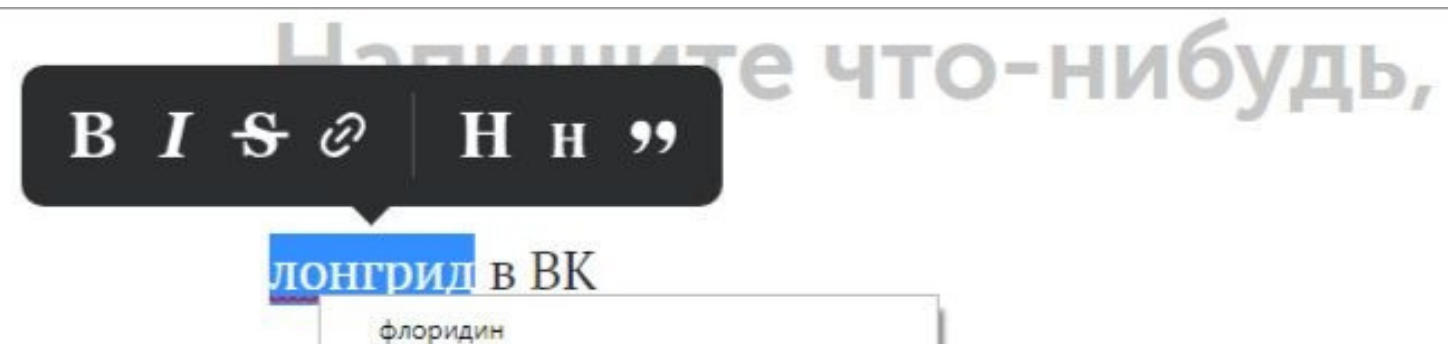 Напишите что-нибудь,
B I S H H ”
лонгрид в ВК
флоридин